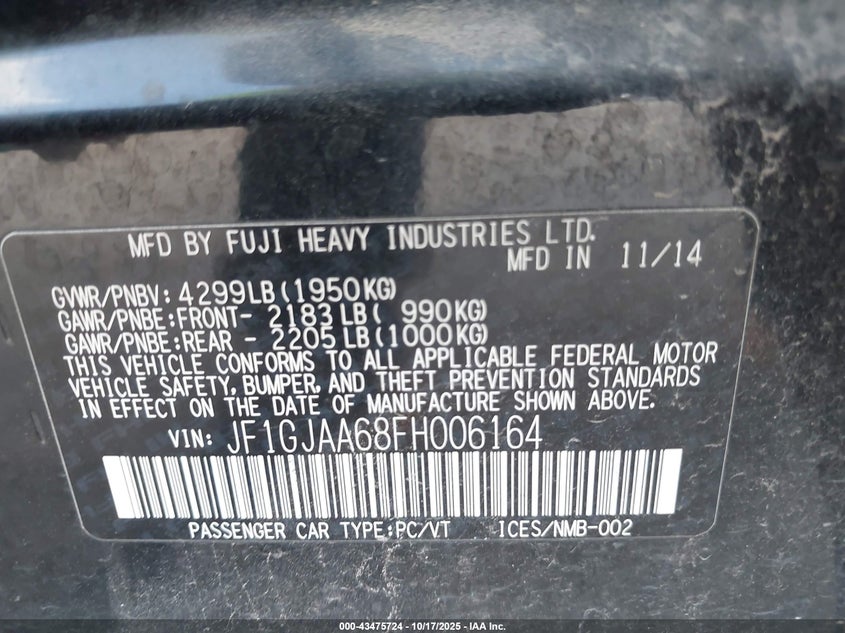 MFD BY FUJI HEAVY INDUSTRIES LTD.
MFD IN 11/14
GVWR/PNBV: 4299LB(1950KG)
GAWR/PNBE:FRONT- 2183LB( 990KG)
GAWR/PNBE:REAR - 2205LB(1000KG)
THIS VEHICLE CONFORMS TO ALL APPLICABLE FEDERAL MOTOR
VEHICLE SAFETY, BUMPER, AND THEFT PREVENTION STANDARDS
IN EFFECT ON THE DATE OF MANUFACTURE SHOWN ABOVE.
VIN: JF1GJAA68FH006164
PASSENGER CAR TYPE:PC/VT ICES/NMB-002
000-43475724 - 10/17/2025 - IAA Inc.